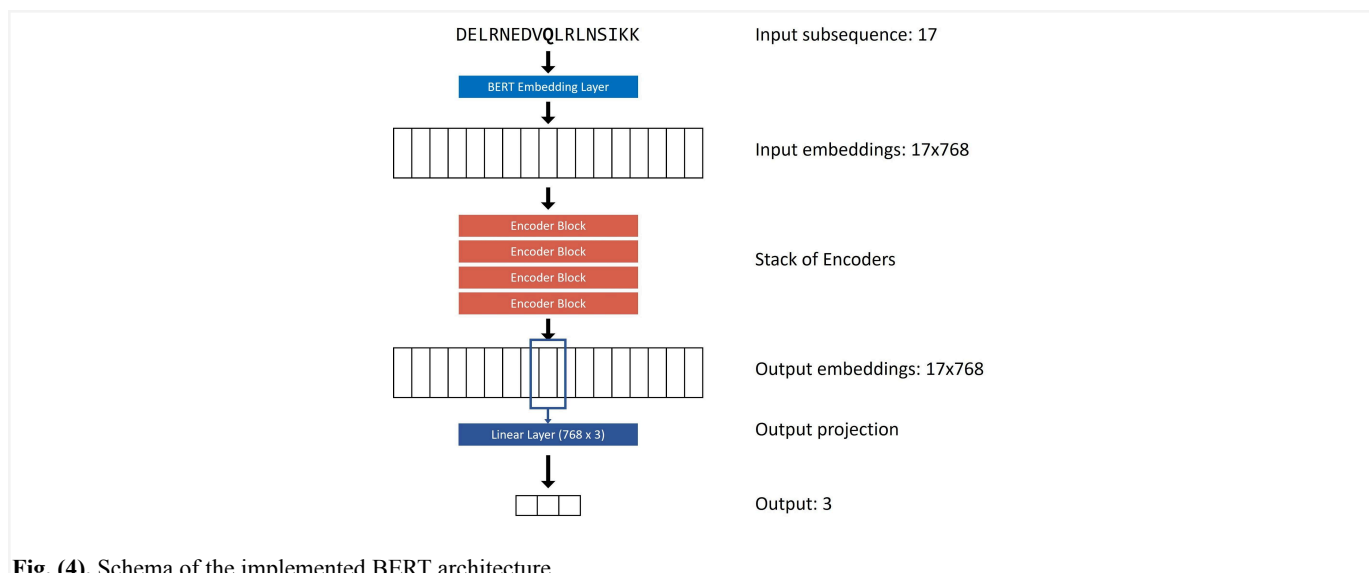 DELRNEDVQLRLNSIKK
Input subsequence: 17
BERT Embedding Layer
Input embeddings: 17x768
Encoder Block
Encoder Block
Encoder Block
Encoder Block
Stack of Encoders
Output embeddings: 17x768
Linear Layer (768 x 3)
Output projection
Output: 3
Fig. (4). Schema of the implemented BERT architecture